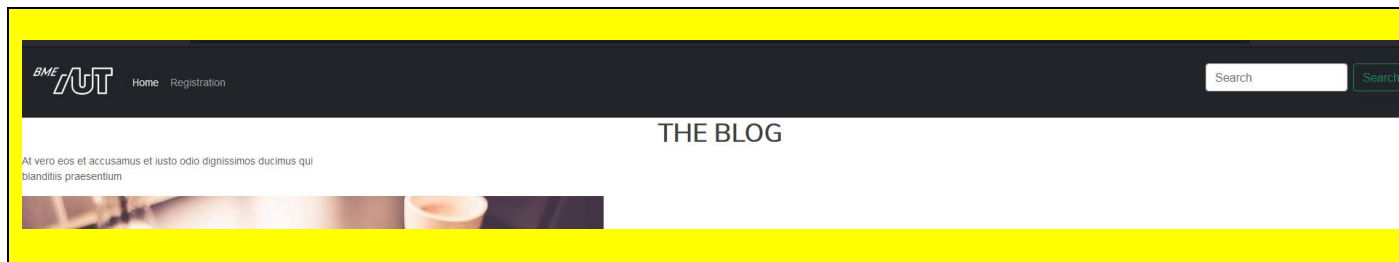 BME AUT Home Registration Search Search
THE BLOG
At vero eos et accusamus et iusto odio dignissimos ducimus qui
blanditiis praesentium